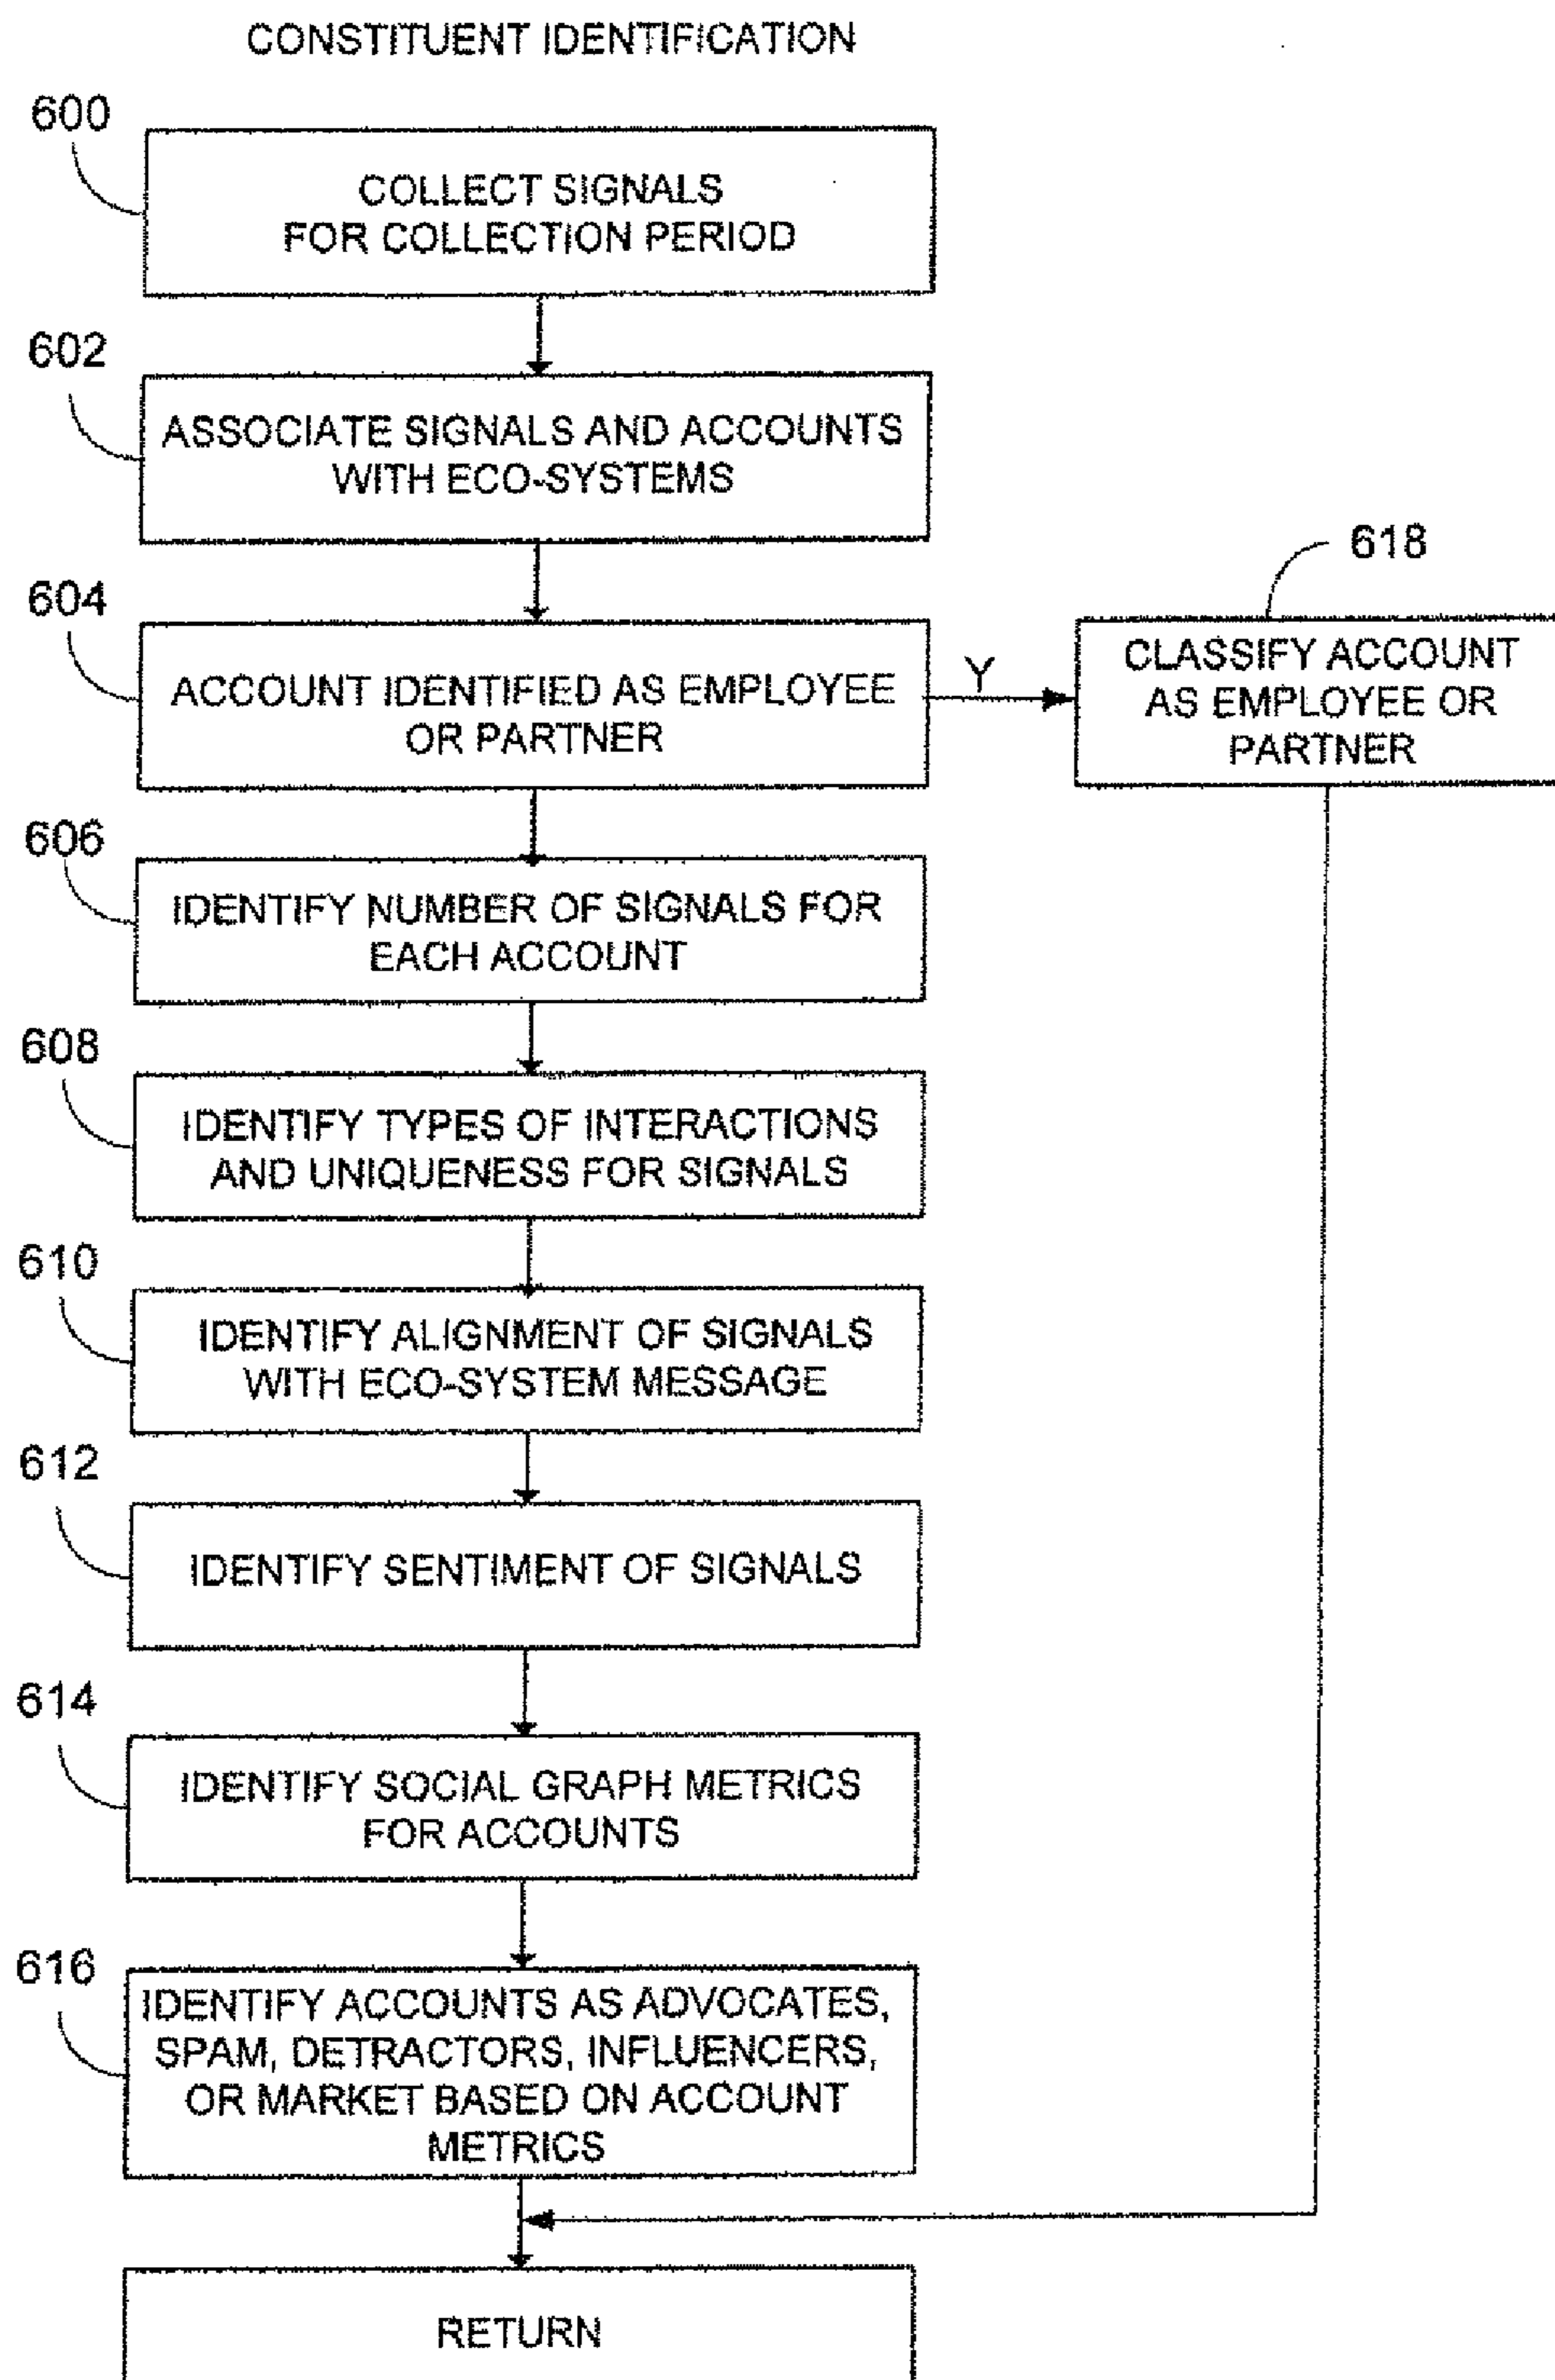 CONSTITUENT IDENTIFICATION
600
COLLECT SIGNALS
FOR COLLECTION PERIOD
602
ASSOCIATE SIGNALS AND ACCOUNTS
WITH ECO-SYSTEMS
604
ACCOUNT IDENTIFIED AS EMPLOYEE
OR PARTNER
Y
618
CLASSIFY ACCOUNT
AS EMPLOYEE OR
PARTNER
606
IDENTIFY NUMBER OF SIGNALS FOR
EACH ACCOUNT
608
IDENTIFY TYPES OF INTERACTIONS
AND UNIQUENESS FOR SIGNALS
610
IDENTIFY ALIGNMENT OF SIGNALS
WITH ECO-SYSTEM MESSAGE
612
IDENTIFY SENTIMENT OF SIGNALS
614
IDENTIFY SOCIAL GRAPH METRICS
FOR ACCOUNTS
616
IDENTIFY ACCOUNTS AS ADVOCATES,
SPAM, DETRACTORS, INFLUENCERS,
OR MARKET BASED ON ACCOUNT
METRICS
RETURN